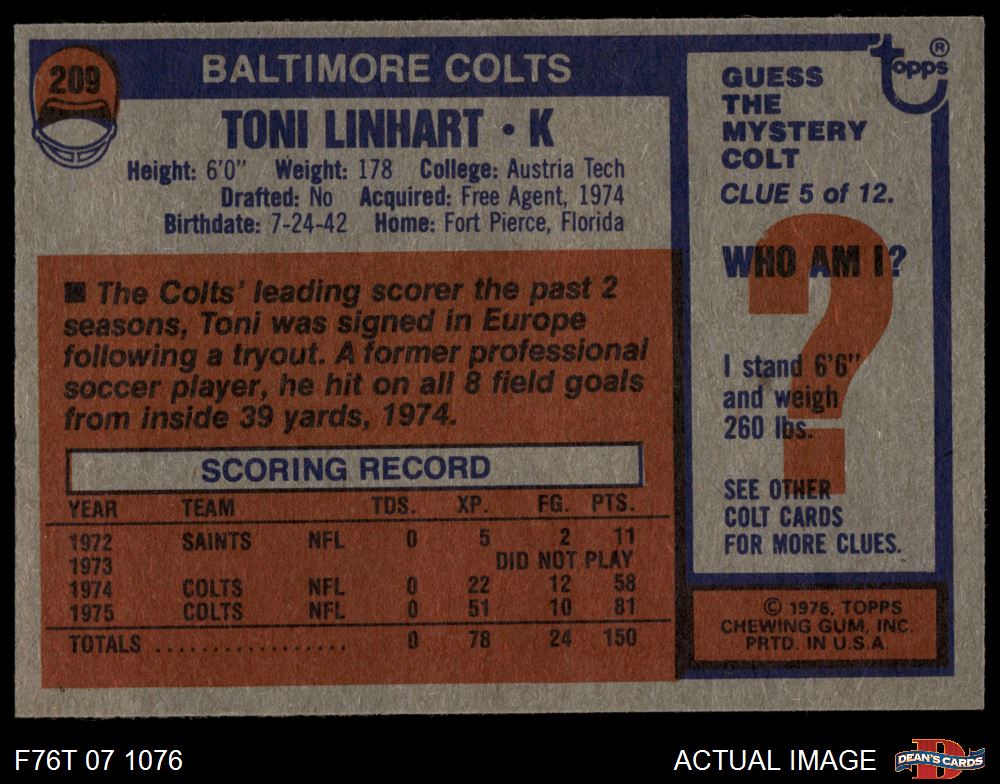 209
BALTIMORE COLTS
TONI LINHART • K
Height: 6'0" Weight: 178 College: Austria Tech
Drafted: No Acquired: Free Agent, 1974
Birthdate: 7-24-42 Home: Fort Pierce, Florida
■ The Colts' leading scorer the past 2
seasons, Toni was signed in Europe
following a tryout. A former professional
soccer player, he hit on all 8 field goals
from inside 39 yards, 1974.
SCORING RECORD
YEAR TEAM TDS. XP. FG. PTS.
1972 SAINTS NFL 0 5 2 11
1973 DID NOT PLAY
1974 COLTS NFL 0 22 12 58
1975 COLTS NFL 0 51 10 81
TOTALS .................. 0 78 24 150
topps ®
GUESS
THE
MYSTERY
COLT
CLUE 5 of 12.
WHO AM I?
?
I stand 6'6"
and weigh
260 lbs.
SEE OTHER
COLT CARDS
FOR MORE CLUES.
© 1976, TOPPS
CHEWING GUM, INC.
PRTD. IN U.S.A.
F76T 07 1076
ACTUAL IMAGE
D
DEAN'S CARDS